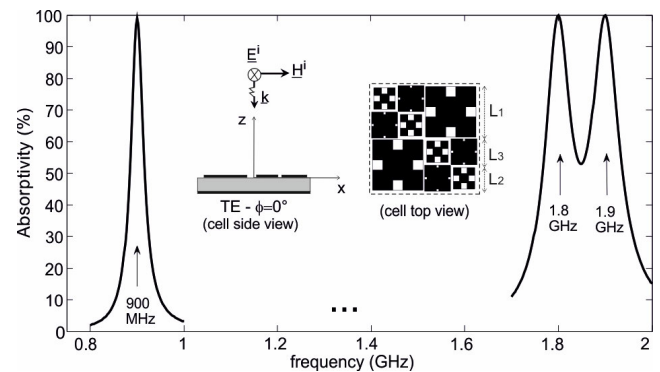 Absorptivity (%)
100
90
80
70
60
50
40
30
20
10
0
E^i
H^i
k
z
x
TE - ϕ=0°
(cell side view)
L1
L3
L2
(cell top view)
900
MHz
...
1.8
GHz
1.9
GHz
0.8
1
1.2
1.4
1.6
1.8
2
frequency (GHz)